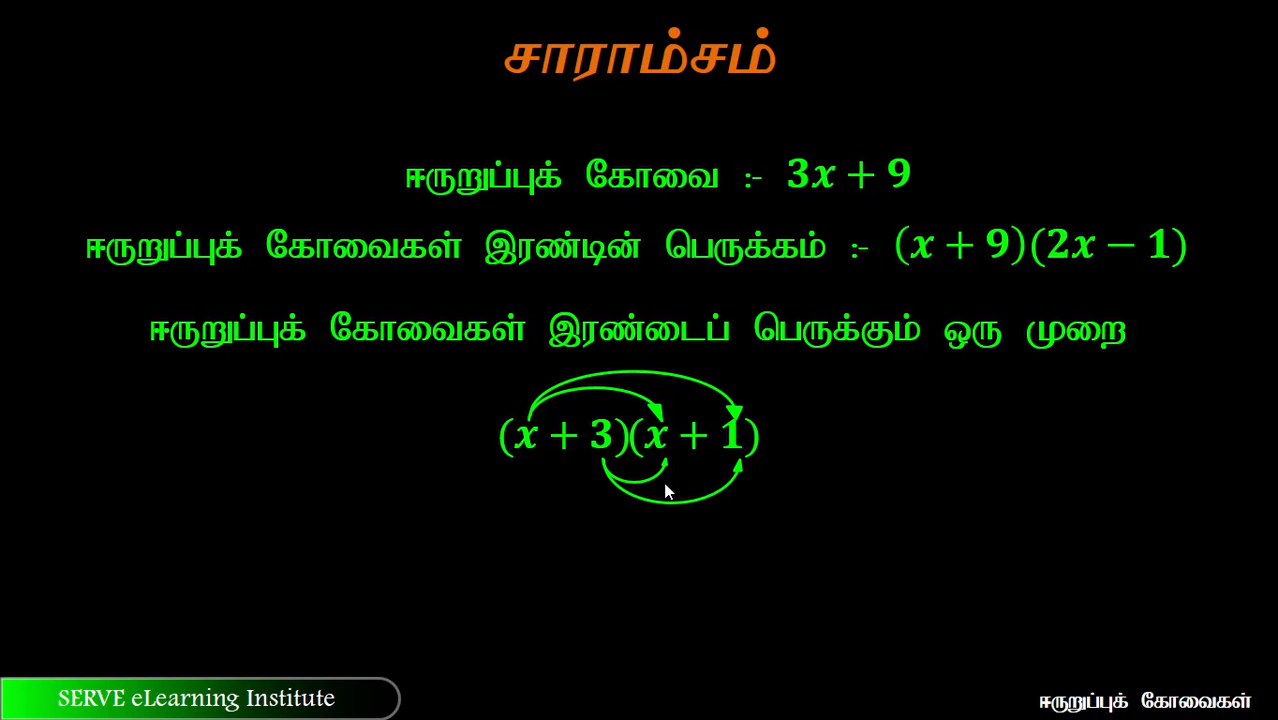 சாராம்சம்
ஈருறுப்புக் கோவை :- 3x + 9
ஈருறுப்புக் கோவைகள் இரண்டின் பெருக்கம் :- (x + 9)(2x − 1)
ஈருறுப்புக் கோவைகள் இரண்டைப் பெருக்கும் ஒரு முறை
(x + 3)(x + 1)
SERVE eLearning Institute
ஈருறுப்புக் கோவைகள்